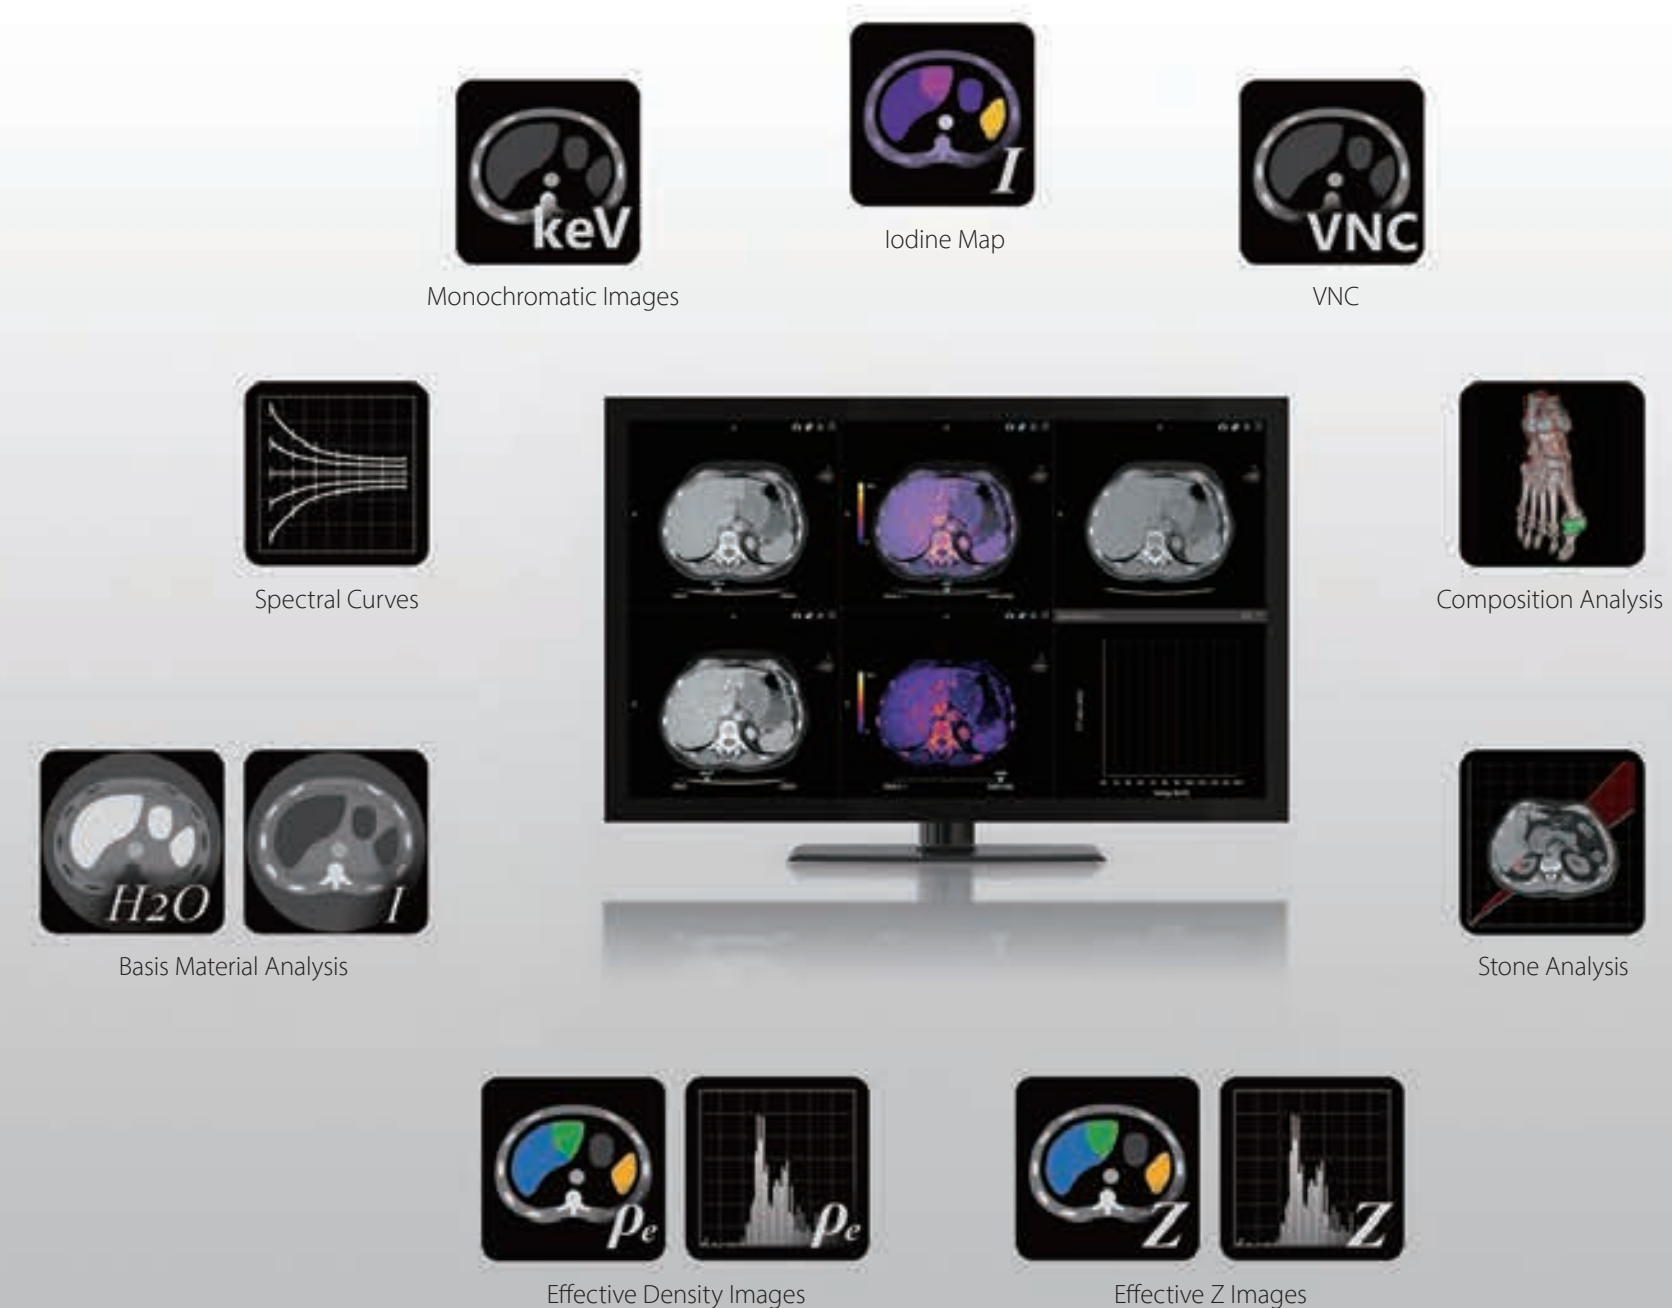 I
Iodine Map
keV
Monochromatic Images
VNC
VNC
Spectral Curves
Composition Analysis
H2O
I
Basis Material Analysis
Stone Analysis
ρe
ρe
Effective Density Images
Z
Z
Effective Z Images